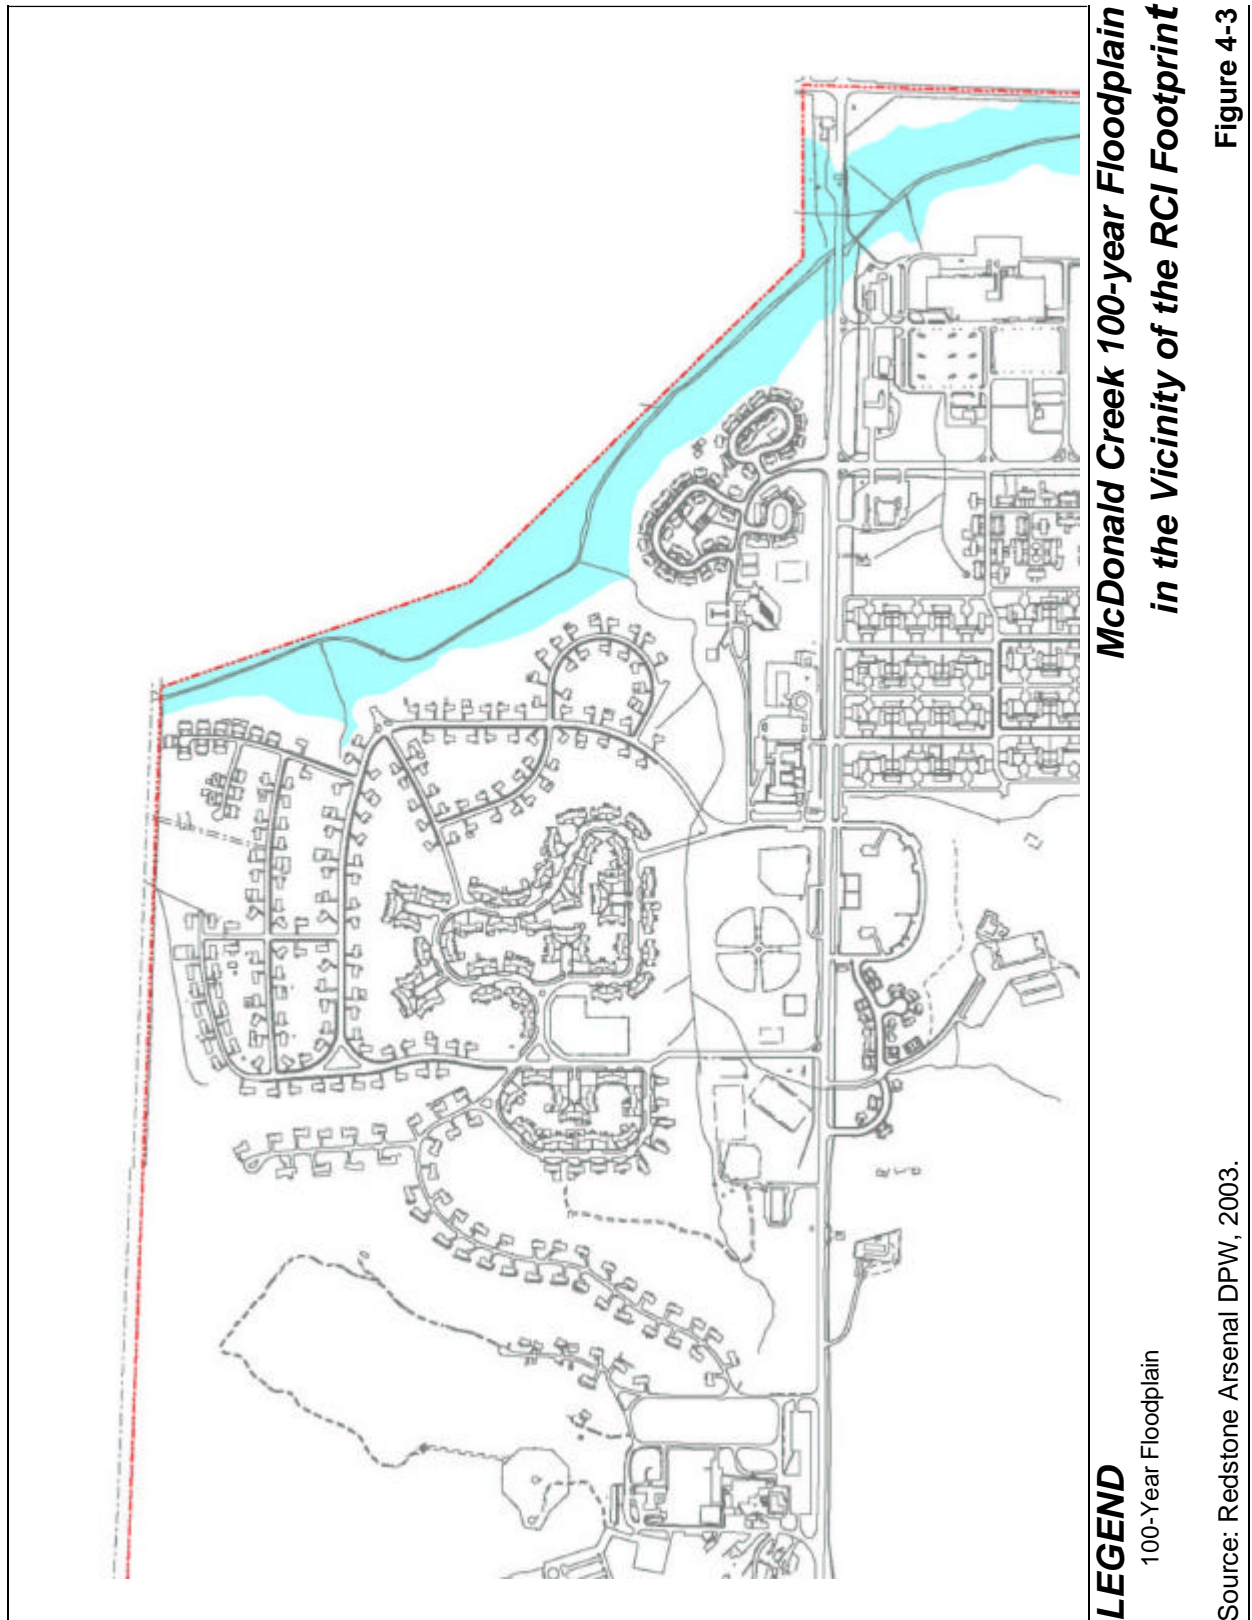 LEGEND
100-Year Floodplain
McDonald Creek 100-year Floodplain
in the Vicinity of the RCI Footprint
Source: Redstone Arsenal DPW, 2003.
Figure 4-3